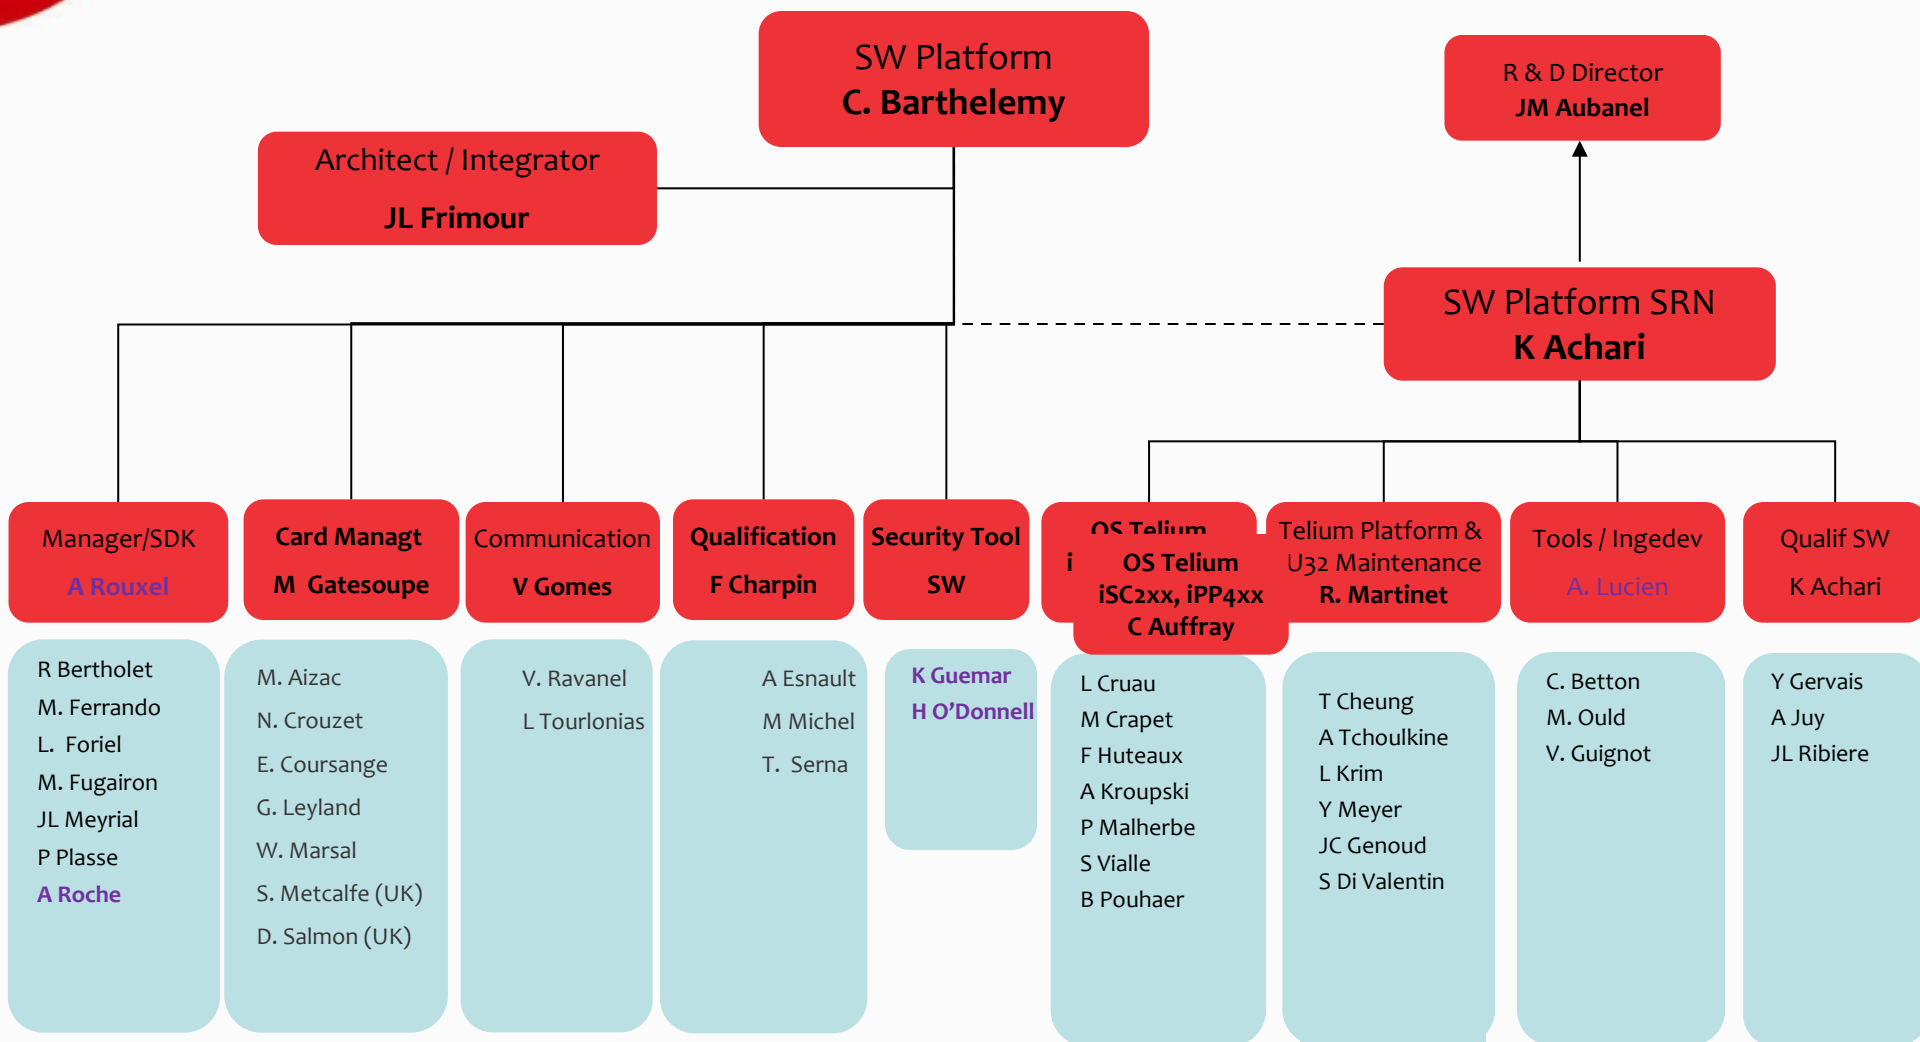 SW Platform
C. Barthelemy
R & D Director
JM Aubanel
Architect / Integrator
JL Frimour
SW Platform SRN
K Achari
Manager/SDK
A Rouxel
Card Managt
M Gatesoupe
Communication
V Gomes
Qualification
F Charpin
Security Tool
SW
OS Telium
i
OS Telium
iSC2xx, iPP4xx
C Auffray
Telium Platform &
U32 Maintenance
R. Martinet
Tools / Ingedev
A. Lucien
Qualif SW
K Achari
R Bertholet
M. Ferrando
L. Foriel
M. Fugairon
JL Meyrial
P Plasse
A Roche
M. Aizac
N. Crouzet
E. Coursange
G. Leyland
W. Marsal
S. Metcalfe (UK)
D. Salmon (UK)
V. Ravanel
L Tourlonias
A Esnault
M Michel
T. Serna
K Guemar
H O’Donnell
L Cruau
M Crapet
F Huteaux
A Kroupski
P Malherbe
S Vialle
B Pouhaer
T Cheung
A Tchoulkine
L Krim
Y Meyer
JC Genoud
S Di Valentin
C. Betton
M. Ould
V. Guignot
Y Gervais
A Juy
JL Ribiere